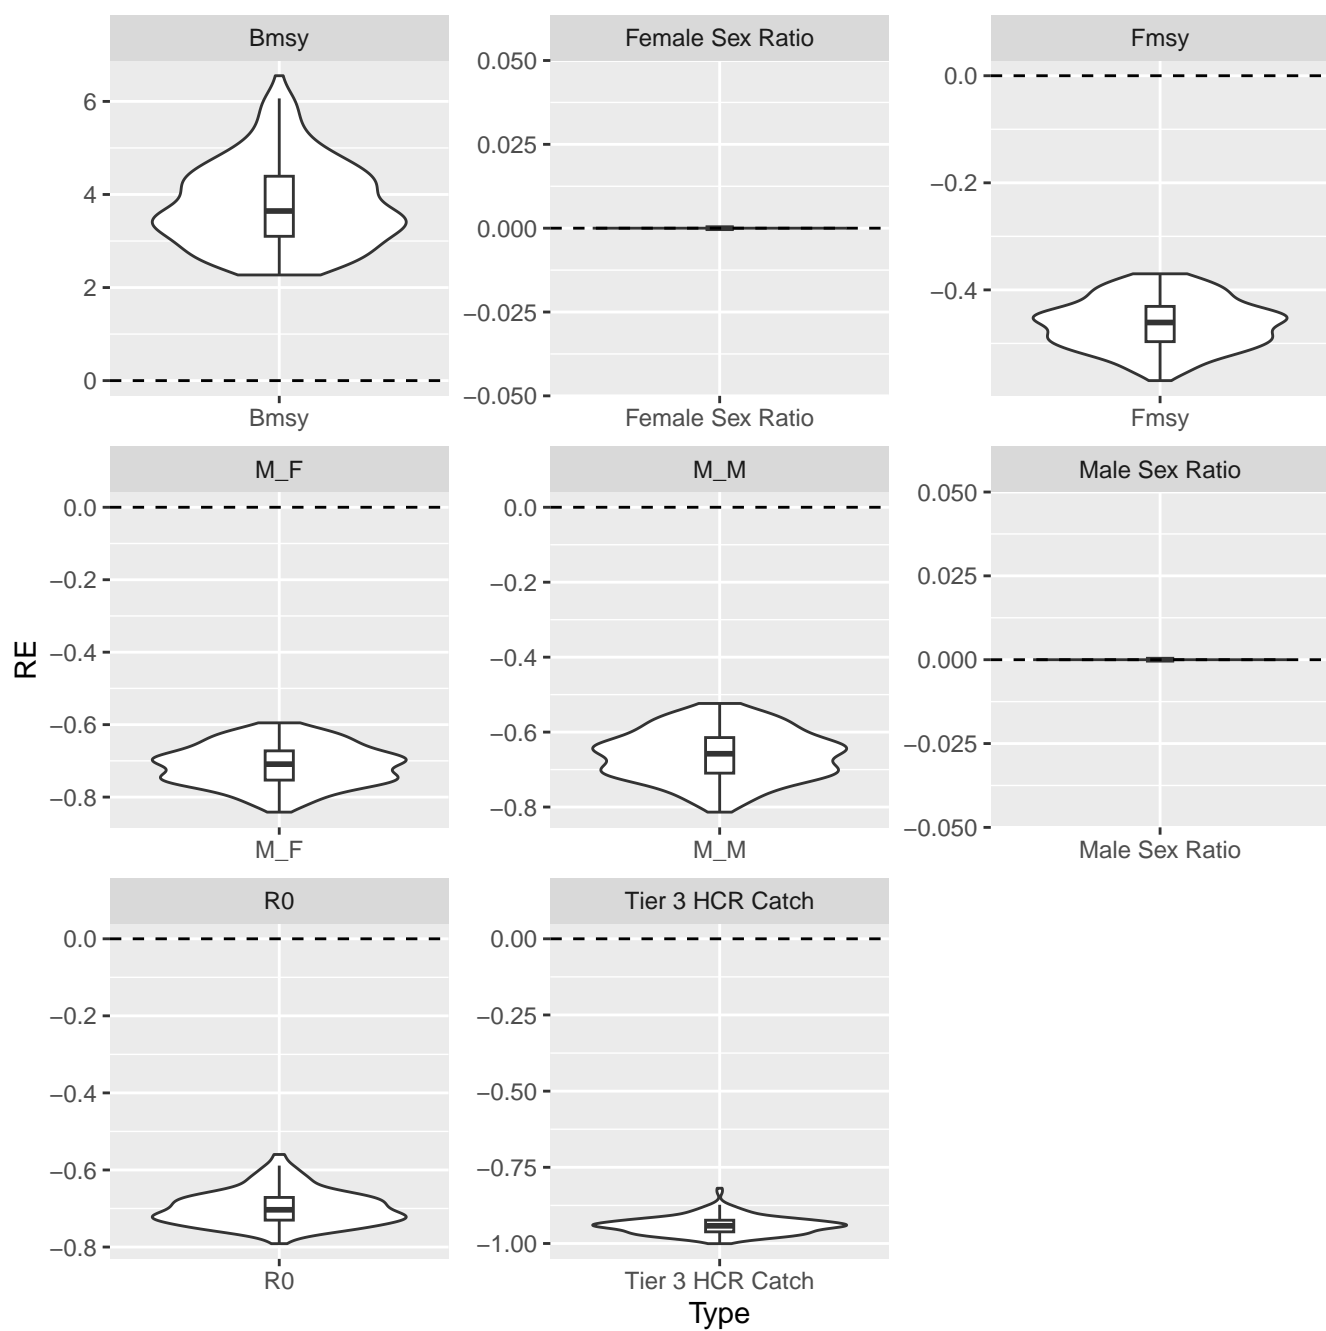 Bmsy
Female Sex Ratio
Fmsy
6
4
2
0
0.050
0.025
0.000
−0.025
−0.050
0.0
−0.2
−0.4
Bmsy
Female Sex Ratio
Fmsy
M_F
M_M
Male Sex Ratio
0.0
−0.2
−0.4
−0.6
−0.8
0.0
−0.2
−0.4
−0.6
−0.8
0.050
0.025
0.000
−0.025
−0.050
M_F
M_M
Male Sex Ratio
RE
R0
Tier 3 HCR Catch
0.0
−0.2
−0.4
−0.6
−0.8
0.00
−0.25
−0.50
−0.75
−1.00
R0
Tier 3 HCR Catch
Type